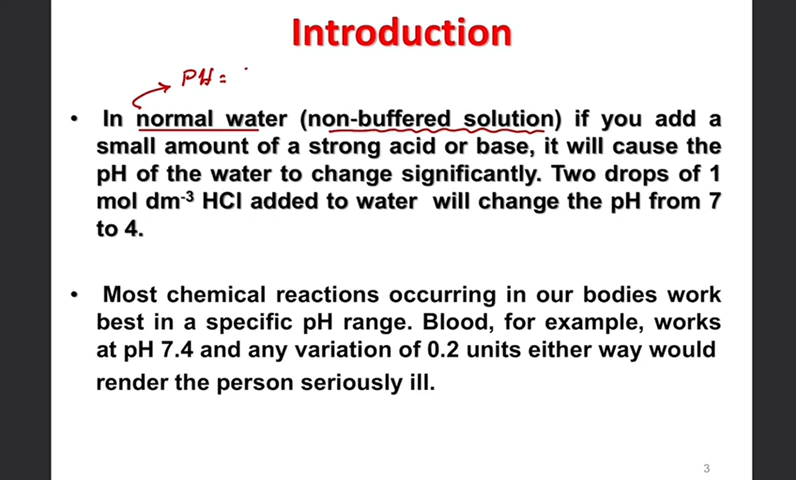 Introduction
PH=
• In normal water (non-buffered solution) if you add a
small amount of a strong acid or base, it will cause the
pH of the water to change significantly. Two drops of 1
mol dm⁻³ HCl added to water will change the pH from 7
to 4.
• Most chemical reactions occurring in our bodies work
best in a specific pH range. Blood, for example, works
at pH 7.4 and any variation of 0.2 units either way would
render the person seriously ill.
3